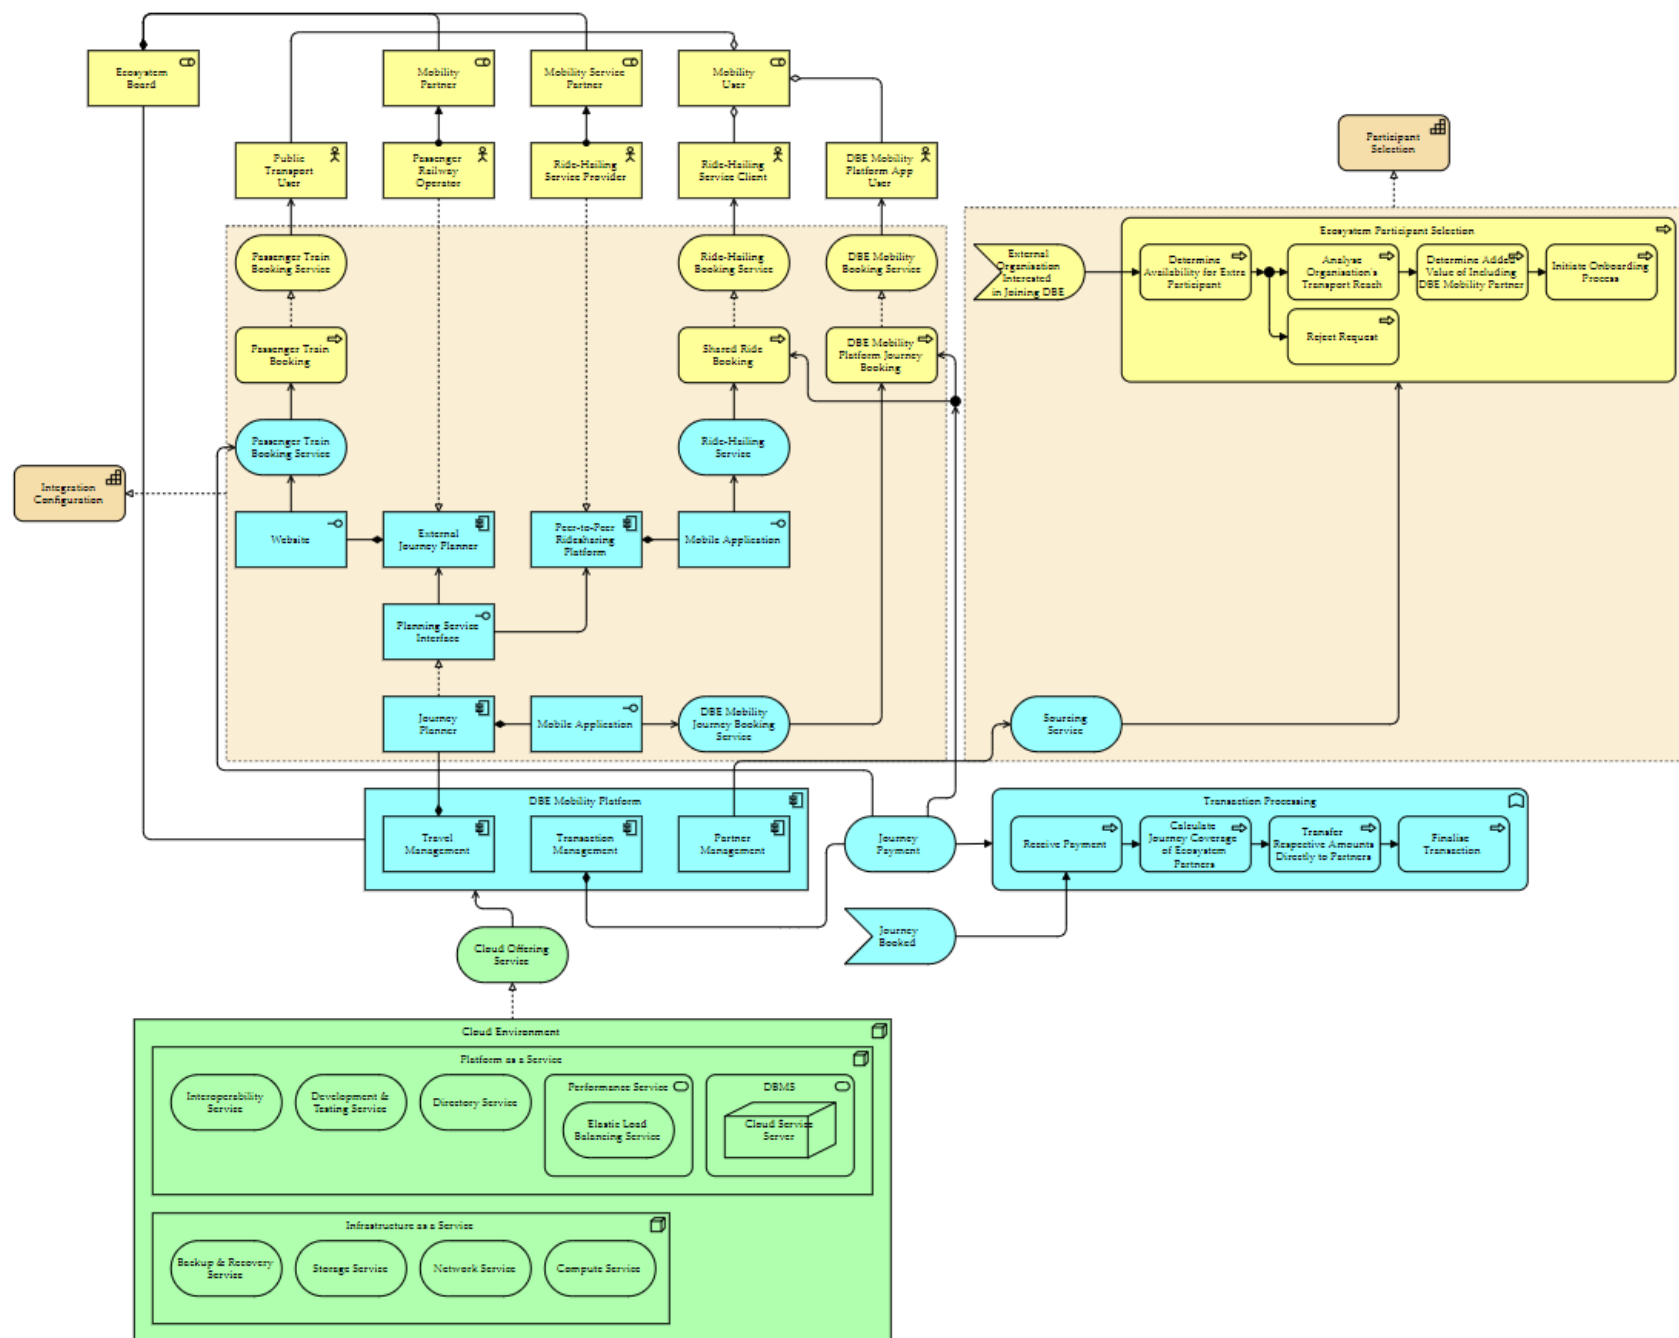 Ecosystem
Board
Mobility
Partner
Mobility Service
Partner
Mobility
User
Participant
Selection
Public
Transport
User
Passenger
Railway
Operator
Ride-Hailing
Service Provider
Ride-Hailing
Service Client
DBE Mobility
Platform App
User
Ecosystem Participant Selection
Passenger Train
Booking Service
Ride-Hailing
Booking Service
DBE Mobility
Booking Service
External
Organisation
Interested
in Joining DBE
Determine
Availability for Extra
Participant
Analyse
Organisation's
Transport Reach
Determine Added
Value of Including
DBE Mobility Partner
Initiate Onboarding
Process
Reject Request
Passenger Train
Booking
Shared Ride
Booking
DBE Mobility
Platform Journey
Booking
Passenger Train
Booking Service
Ride-Hailing
Service
Integration
Configuration
Website
External
Journey Planner
Peer-to-Peer
Ridesharing
Platform
Mobile Application
Planning Service
Interface
Journey
Planner
Mobile Application
DBE Mobility
Journey Booking
Service
Sourcing
Service
DBE Mobility Platform
Travel
Management
Transaction
Management
Partner
Management
Journey
Payment
Transaction Processing
Receive Payment
Calculate
Journey Coverage
of Ecosystem
Partners
Transfer
Respective Amounts
Directly to Partners
Finalise
Transaction
Journey
Booked
Cloud Offering
Service
Cloud Environment
Platform as a Service
Interoperability
Service
Development &
Testing Service
Directory Service
Performance Service
Elastic Load
Balancing Service
DBMS
Cloud Service
Server
Infrastructure as a Service
Backup & Recovery
Service
Storage Service
Network Service
Compute Service